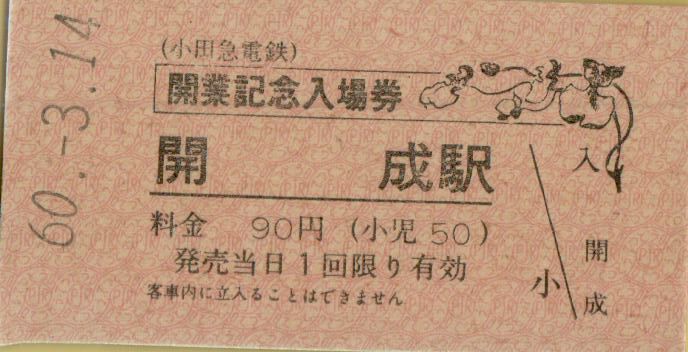 60.-3.14
(小田急電鉄)
開業記念入場券
開成駅
料金 90円 (小児50)
発売当日1回限り有効
客車内に立入ることはできません
入
小
開成